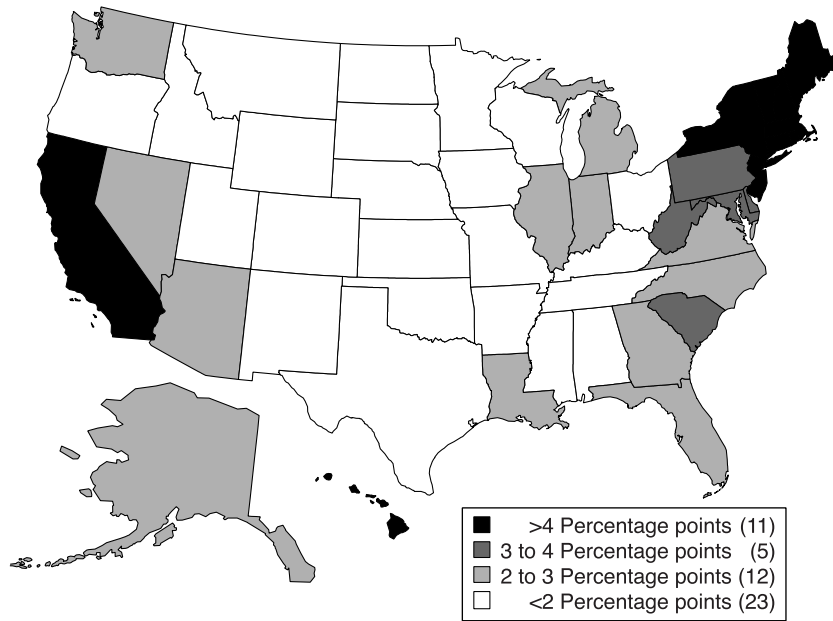 >4 Percentage points (11)
3 to 4 Percentage points (5)
2 to 3 Percentage points (12)
<2 Percentage points (23)